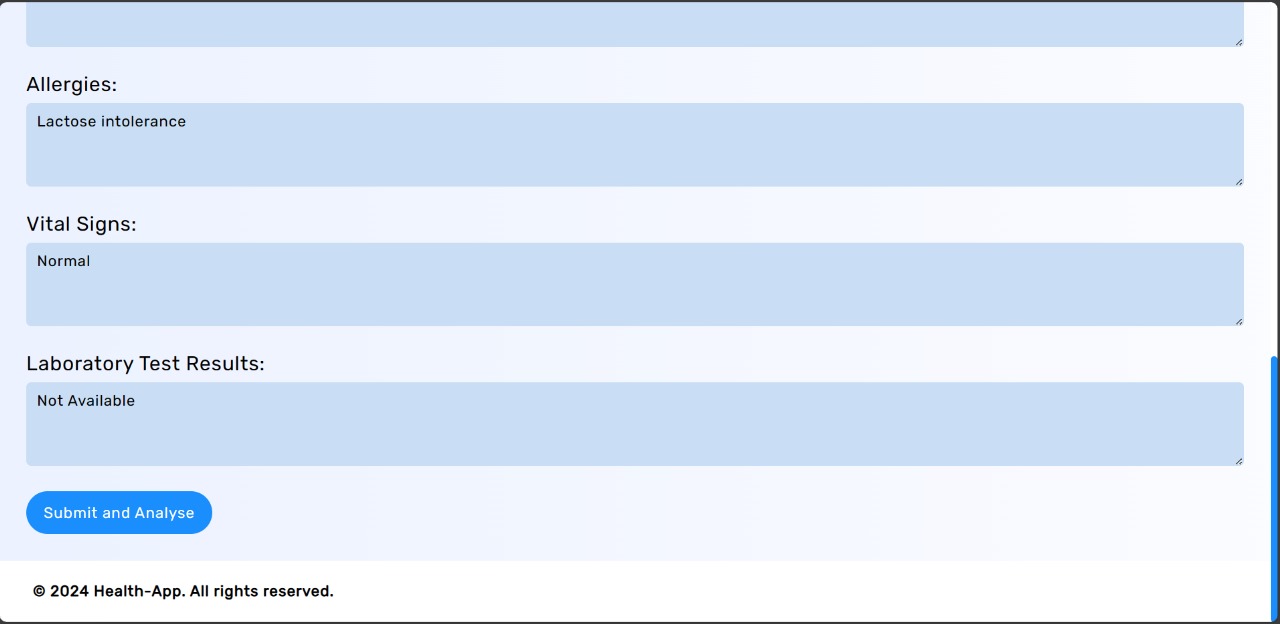 Allergies:
Lactose intolerance
Vital Signs:
Normal
Laboratory Test Results:
Not Available
Submit and Analyse
© 2024 Health-App. All rights reserved.